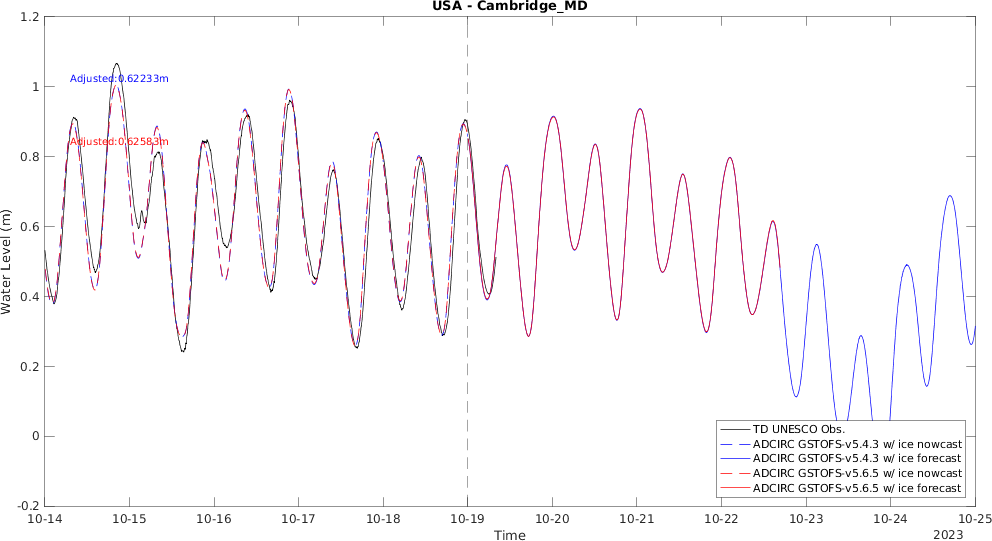 USA - Cambridge_MD
1.2
1
0.8
0.6
0.4
0.2
0
-0.2
Water Level (m)
Adjusted:0.62233m
Adjusted:0.62583m
TD UNESCO Obs.
ADCIRC GSTOFS-v5.4.3 w/ ice nowcast
ADCIRC GSTOFS-v5.4.3 w/ ice forecast
ADCIRC GSTOFS-v5.6.5 w/ ice nowcast
ADCIRC GSTOFS-v5.6.5 w/ ice forecast
10-14 10-15 10-16 10-17 10-18 10-19 10-20 10-21 10-22 10-23 10-24 10-25
Time
2023